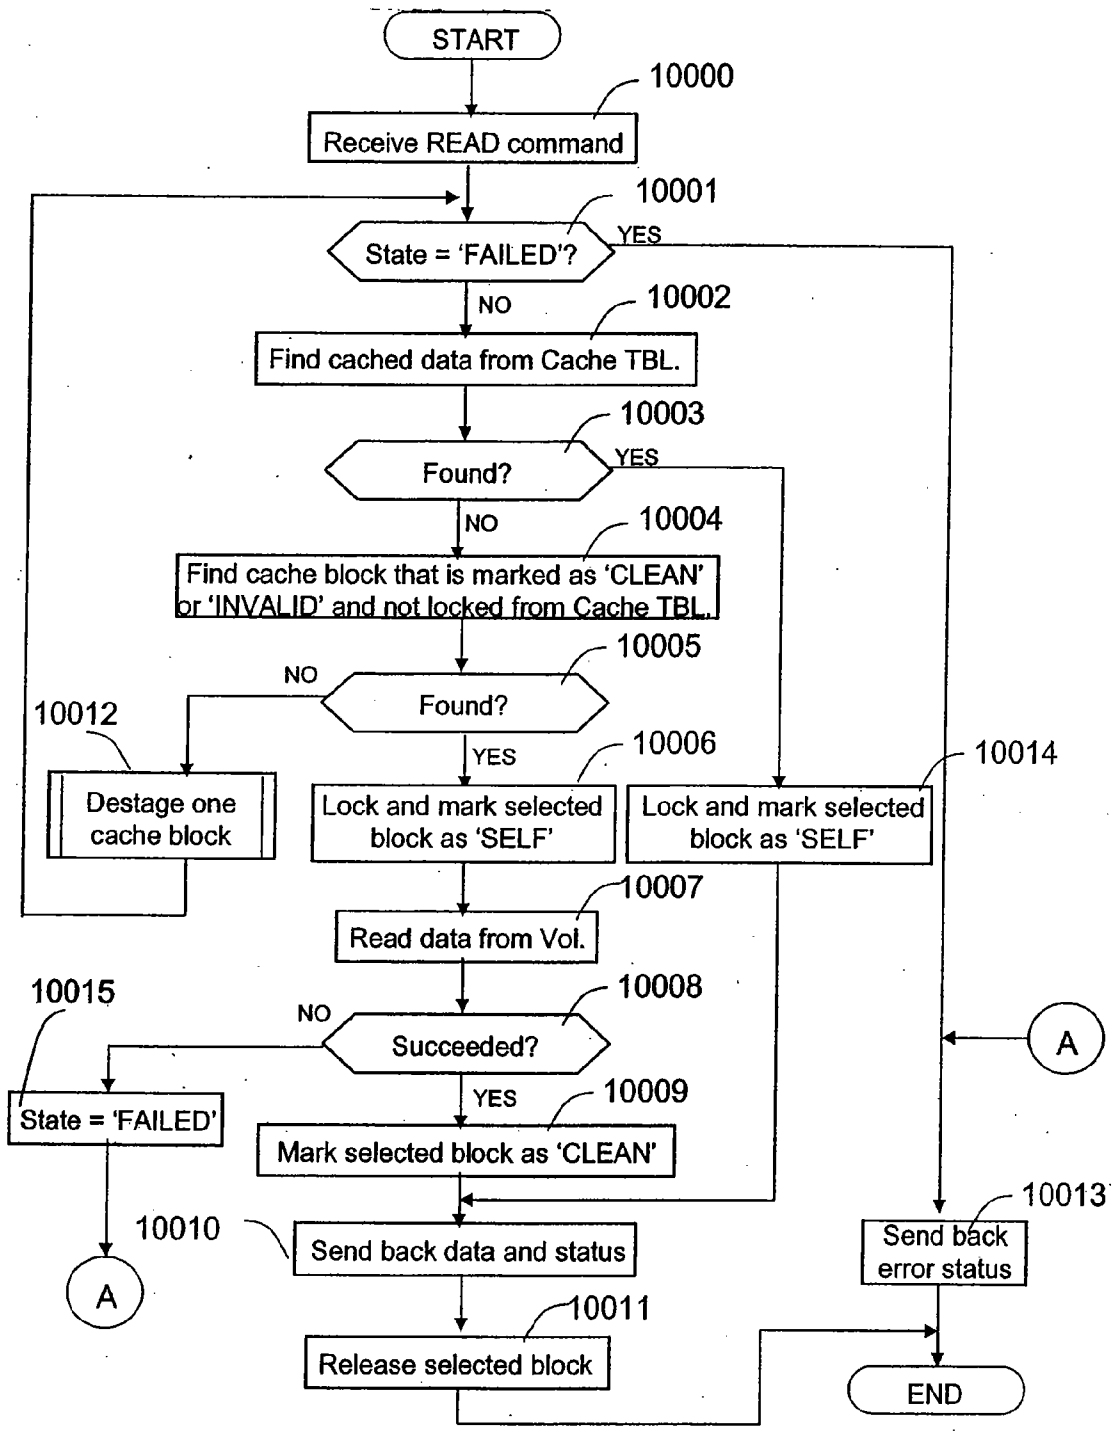 START
10000
Receive READ command
10001
State = 'FAILED'?
YES
NO
10002
Find cached data from Cache TBL.
10003
Found?
YES
NO
10004
Find cache block that is marked as 'CLEAN'
or 'INVALID' and not locked from Cache TBL.
10005
NO
Found?
10012
YES
10006
10014
Destage one
cache block
Lock and mark selected
block as 'SELF'
Lock and mark selected
block as 'SELF'
10007
Read data from Vol.
10015
10008
NO
Succeeded?
A
YES
10009
State = 'FAILED'
Mark selected block as 'CLEAN'
10013
10010
Send back data and status
Send back
error status
A
10011
Release selected block
END